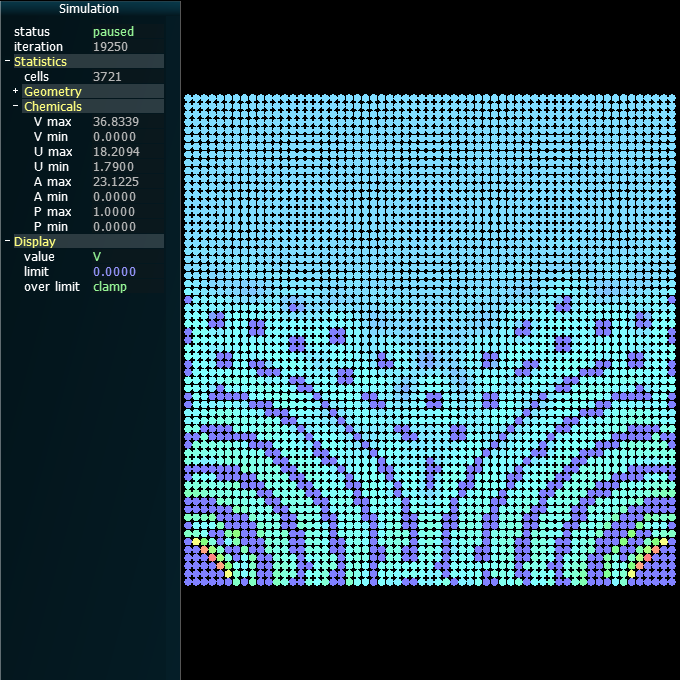 Simulation
status paused
iteration 19250
- Statistics
cells 3721
+ Geometry
- Chemicals
V max 36.8339
V min 0.0000
U max 18.2094
U min 1.7900
A max 23.1225
A min 0.0000
P max 1.0000
P min 0.0000
- Display
value V
limit 0.0000
over limit clamp